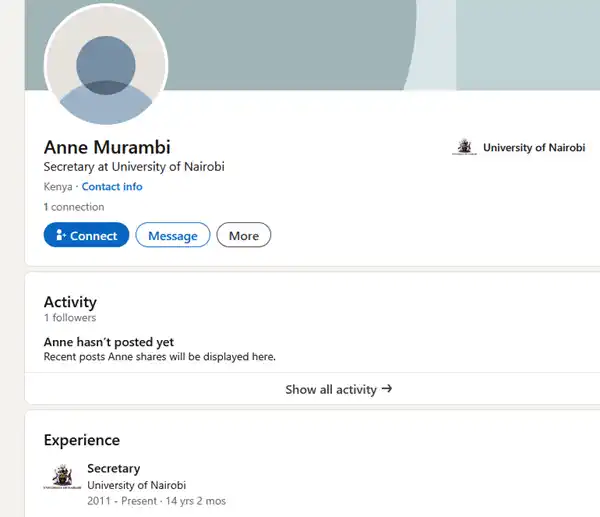 Anne Murambi
Secretary at University of Nairobi
University of Nairobi
Kenya · Contact info
1 connection
Connect
Message
More
Activity
1 followers
Anne hasn't posted yet
Recent posts Anne shares will be displayed here.
Show all activity →
Experience
Secretary
University of Nairobi
2011 - Present · 14 yrs 2 mos